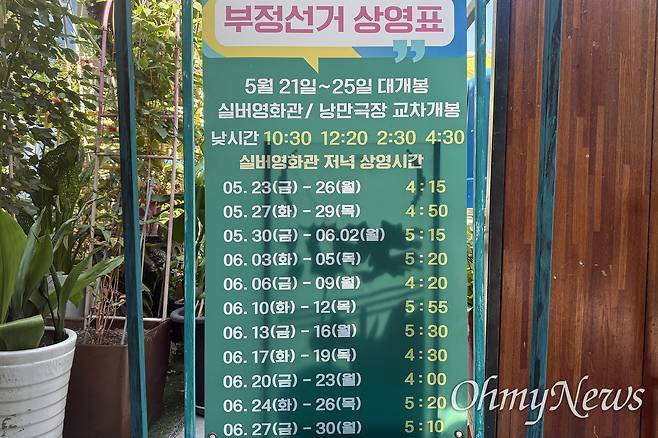 부정선거 상영표
5월 21일~25일 대개봉
실버영화관/ 낭만극장 교차개봉
낮시간 10:30 12:20 2:30 4:30
실버영화관 저녁 상영시간
05. 23(금) - 26(월) 4 : 15
05. 27(화) - 29(목) 4 : 50
05. 30(금) - 06.02(월) 5 : 15
06. 03(화) - 05(목) 5 : 20
06. 06(금) - 09(월) 4 : 20
06. 10(화) - 12(목) 5 : 55
06. 13(금) - 16(월) 5 : 30
06. 17(화) - 19(목) 4 : 30
06. 20(금) - 23(월) 4 : 00
06. 24(화) - 26(목) 5 : 20
06. 27(금) - 30(월) 5 : 10
OhmyNews